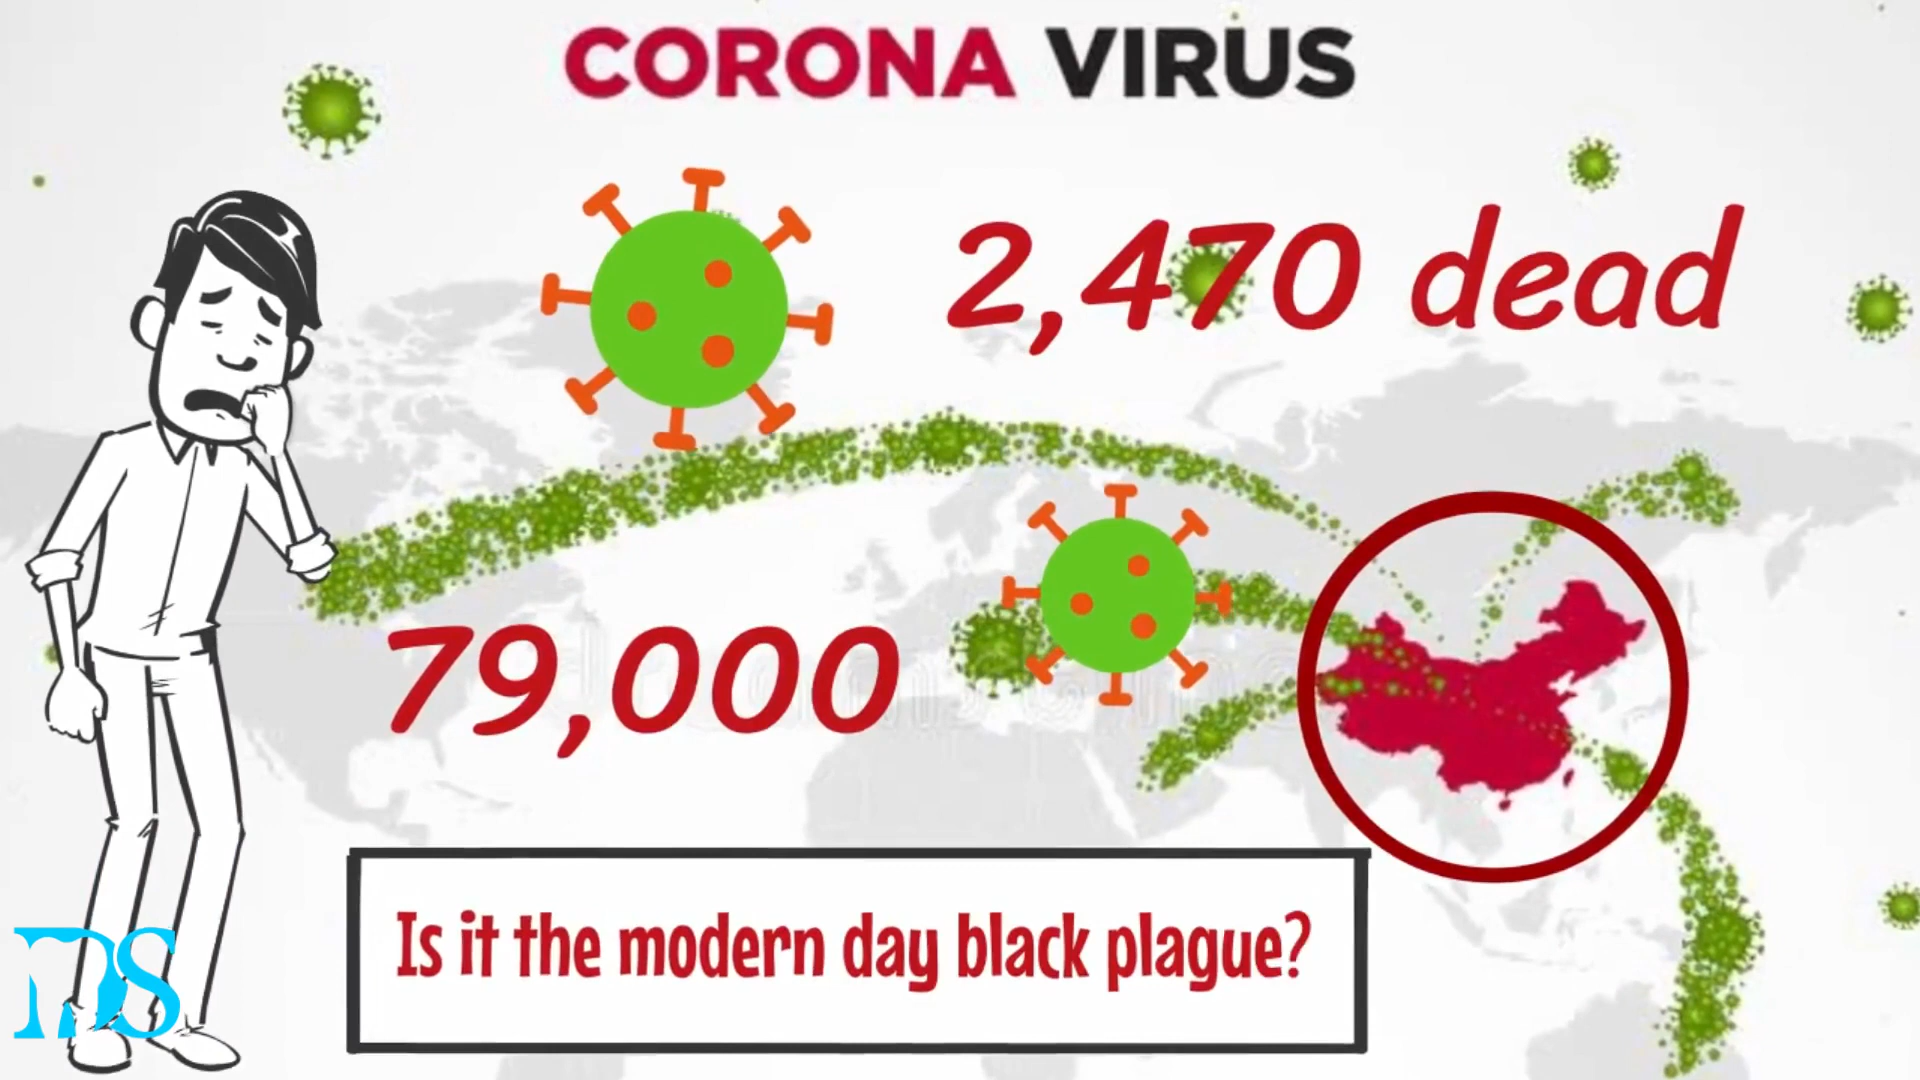 CORONA VIRUS
2,470 dead
79,000
Is it the modern day black plague?